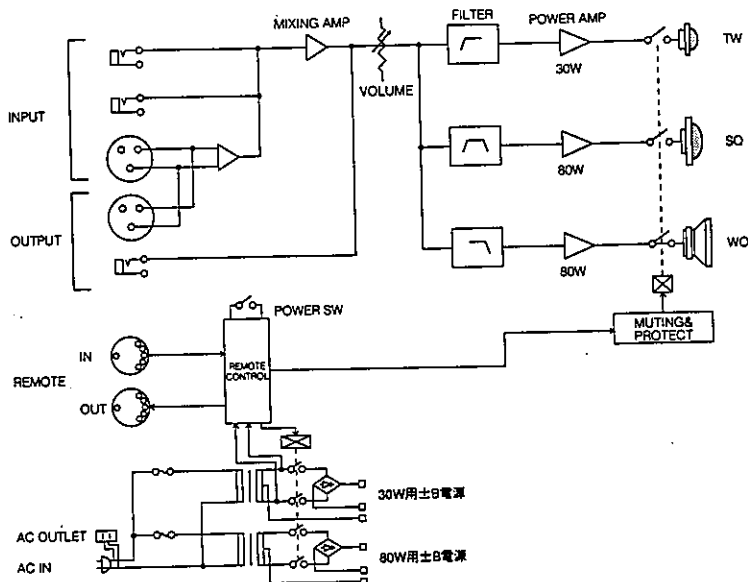 MIXING AMP
FILTER
POWER AMP
TW
30W
VOLUME
INPUT
SQ
80W
OUTPUT
WO
80W
POWER SW
MUTING&
PROTECT
IN
REMOTE
CONTROL
REMOTE
OUT
30W用±B電源
AC OUTLET
80W用±B電源
AC IN